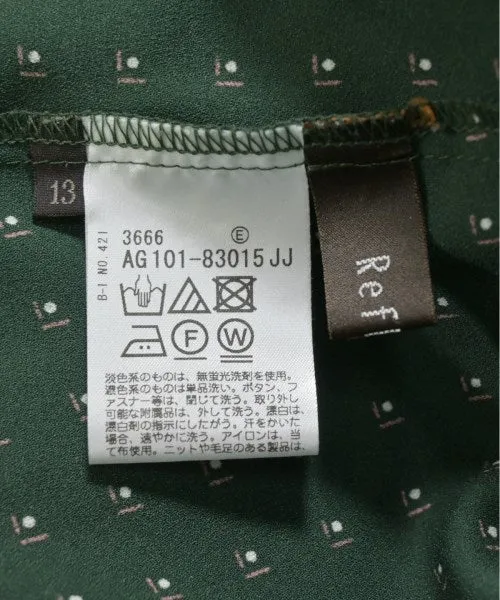 13
B-I NO.421
3666 Ⓔ
AG101-83015JJ
F W
淡色系のものは、無蛍光洗剤を使用。
濃色系のものは単品洗い。ボタン、フ
ァスナー等は、閉じて洗う。取り外し
可能な附属品は、外して洗う。漂白は、
漂白剤の指示にしたがう。汗をかいた
場合、速やかに洗う。アイロンは、当
て布使用。ニットや毛足のある製品は、
Ref